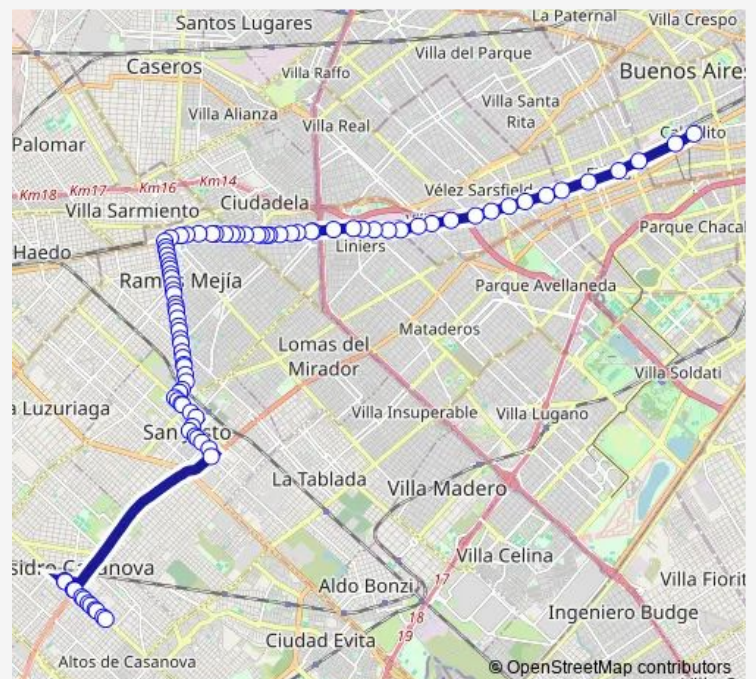 Santos Lugares
La Paternal
Villa Crespo
Villa del Parque
Caseros
Villa Raffo
Buenos Aires
Villa Santa
Rita
Villa Alianza
Villa Real
Palomar
Km18
Km17
Km16
Km14
Vélez Sarsfield
Villa Sarmiento
Ciudadela
Parque Chacab
Haedo
Liniers
Parque Avellaneda
Mataderos
Lomas del
Mirador
Villa Soldati
a Luzuriaga
Villa Insuperable
Villa Lugano
La Tablada
Villa Madero
Villa Celina
17
Villa Fiorit
Aldo Bonzi
18
Ingeniero Budge
19
Ciudad Evita
Altos de Casanova
© OpenStreetMap contributors